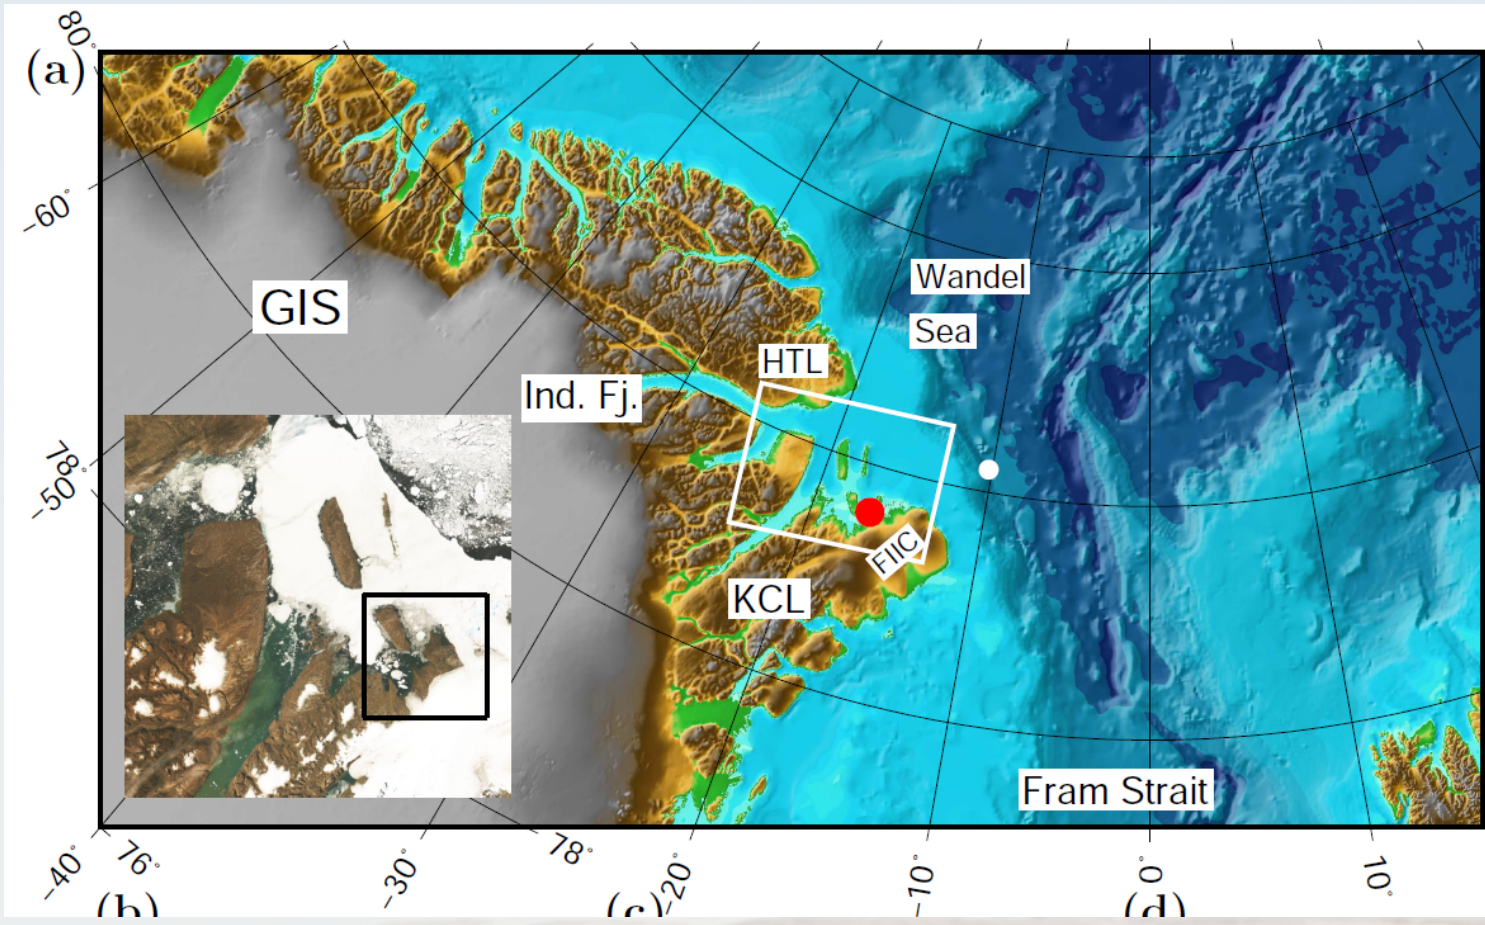 (a)
80°
−60°
GIS
Wandel
Sea
HTL
Ind. Fj.
78°
−50°
FIIC
KCL
Fram Strait
−40°
76°
−30°
78°
−20°
−10°
0°
10°
(b)
(c)
(d)